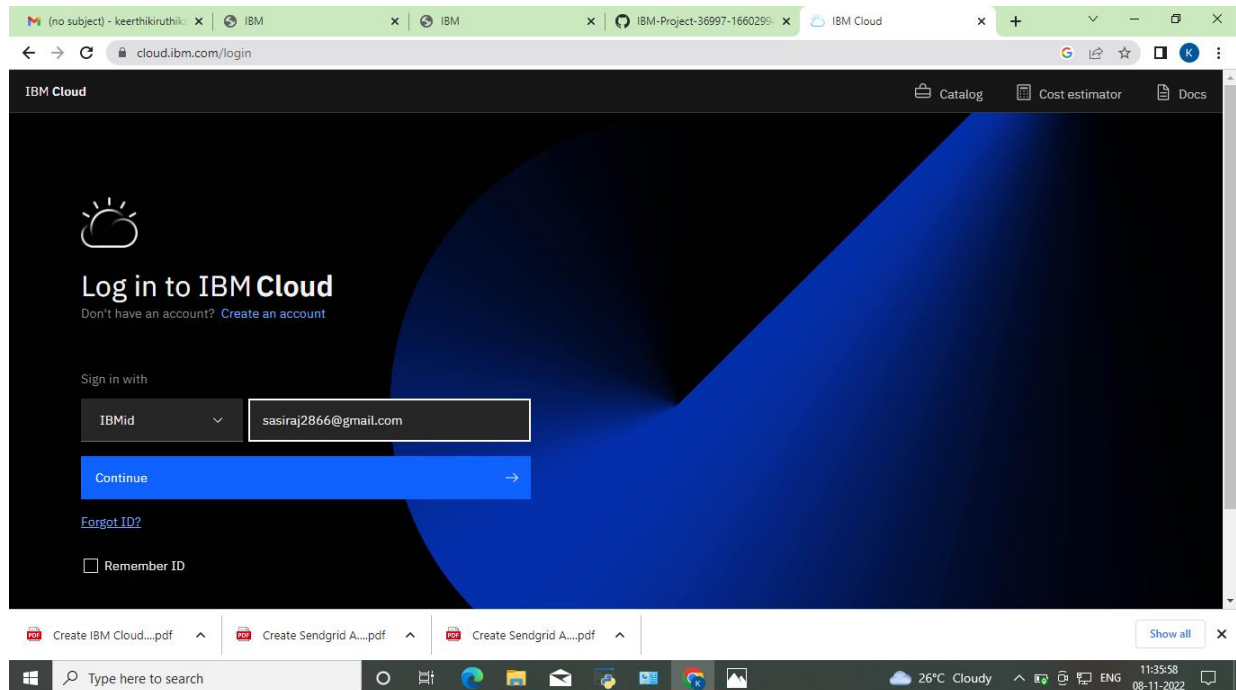 (no subject) - keerthikiruthika
IBM
IBM
IBM-Project-36997-1660299-
IBM Cloud
cloud.ibm.com/login
K
IBM Cloud
Catalog
Cost estimator
Docs
Log in to IBM Cloud
Don't have an account? Create an account
Sign in with
IBMid
sasiraj2866@gmail.com
Continue
Forgot ID?
Remember ID
Create IBM Cloud....pdf
Create Sendgrid A....pdf
Create Sendgrid A....pdf
Show all
Type here to search
26°C Cloudy
ENG
11:35:58
08-11-2022